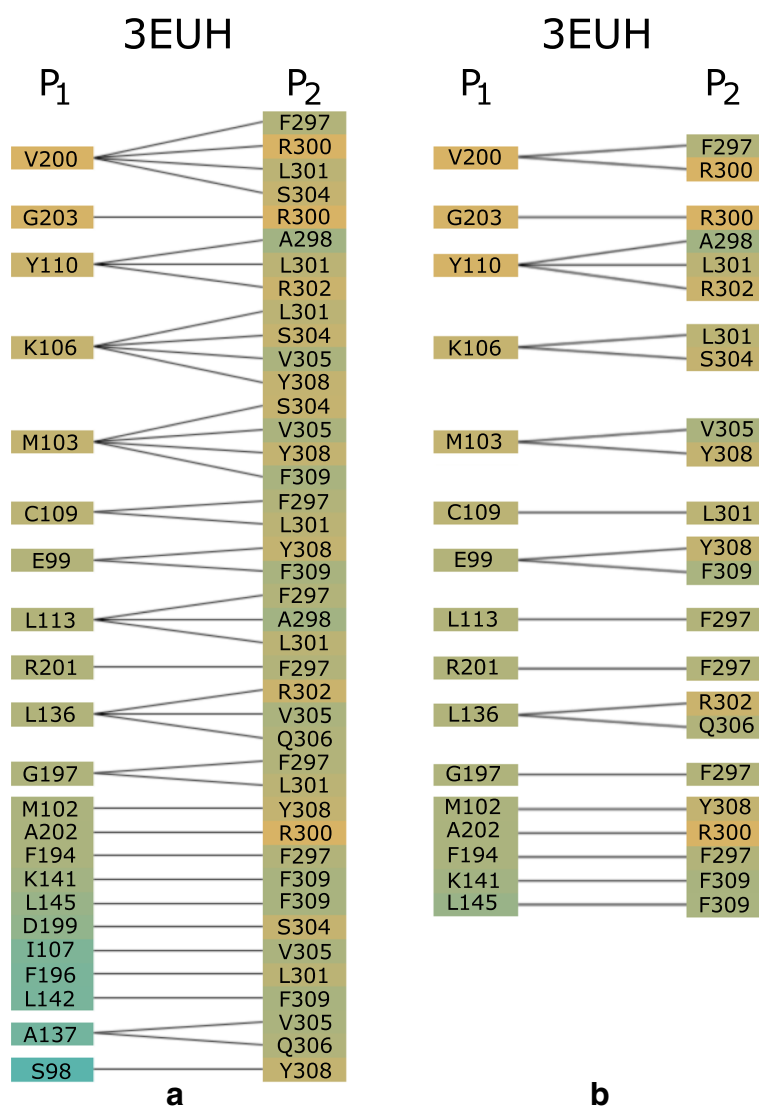 3EUH
P1 P2
V200 F297
R300
L301
S304
G203 R300
Y110 A298
L301
R302
K106 L301
S304
V305
Y308
M103 S304
V305
Y308
F309
C109 F297
L301
E99 Y308
F309
L113 F297
A298
L301
R201 F297
L136 R302
V305
Q306
G197 F297
L301
M102 Y308
A202 R300
F194 F297
K141 F309
L145 F309
D199 S304
I107 V305
F196 L301
L142 F309
A137 V305
Q306
S98 Y308
a
3EUH
P1 P2
V200 F297
R300
G203 R300
Y110 A298
L301
R302
K106 L301
S304
M103 V305
Y308
C109 L301
E99 Y308
F309
L113 F297
R201 F297
L136 R302
Q306
G197 F297
M102 Y308
A202 R300
F194 F297
K141 F309
L145 F309
b